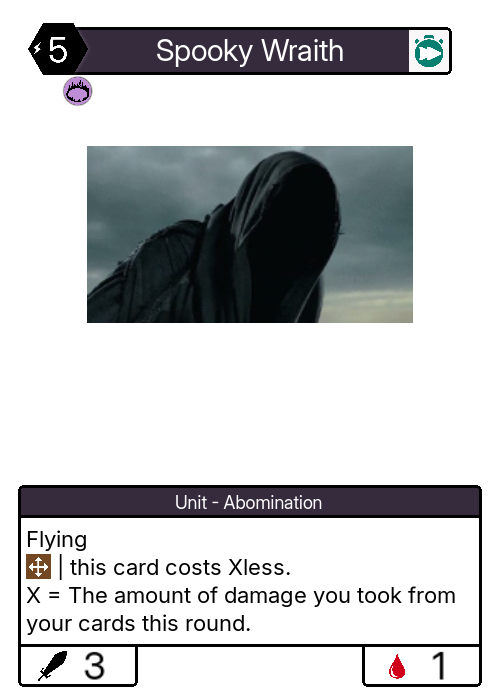 5
Spooky Wraith
Unit - Abomination
Flying
| this card costs Xless.
X = The amount of damage you took from
your cards this round.
3
1